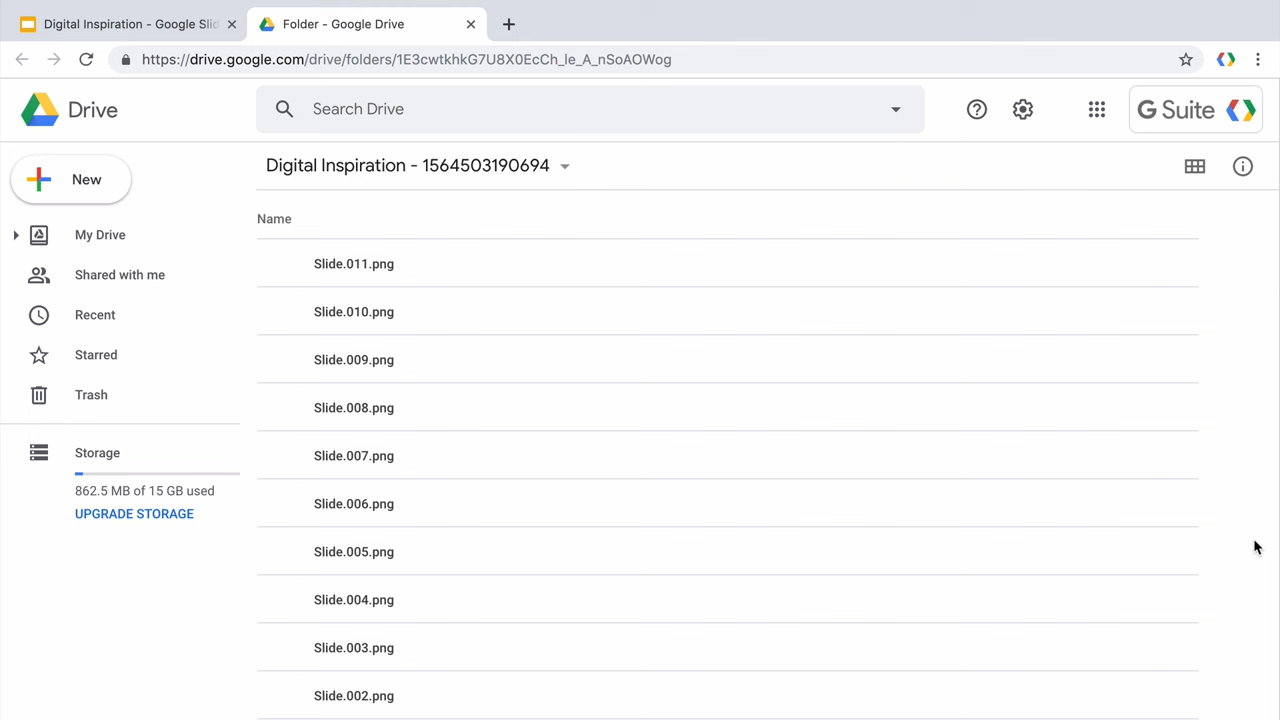 Digital Inspiration - Google Slid
Folder - Google Drive
https://drive.google.com/drive/folders/1E3cwtkhkG7U8X0EcCh_le_A_nSoAOWog
Drive
Search Drive
G Suite
New
Digital Inspiration - 1564503190694
My Drive
Shared with me
Recent
Starred
Trash
Storage
862.5 MB of 15 GB used
UPGRADE STORAGE
Name
Slide.011.png
Slide.010.png
Slide.009.png
Slide.008.png
Slide.007.png
Slide.006.png
Slide.005.png
Slide.004.png
Slide.003.png
Slide.002.png